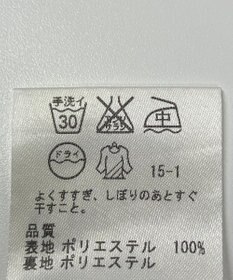 手洗イ
30
エンソ
サラシ
中
ドライ
15-1
よくすすぎ、しぼりのあとすぐ
干すこと。
品質
表地 ポリエステル 100%
裏地 ポリエステル